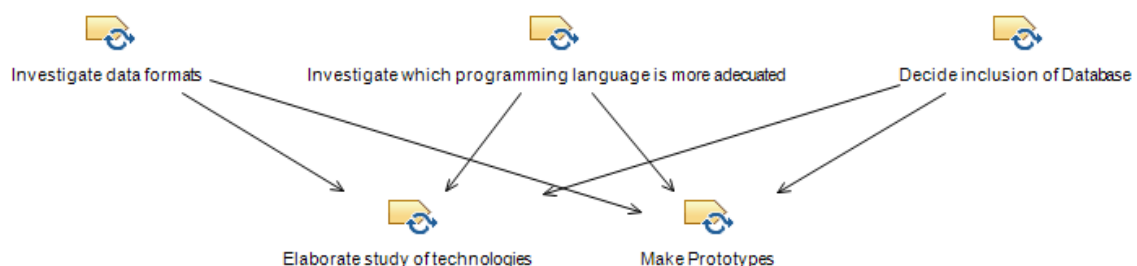 Investigate data formats
Investigate which programming language is more adecuated
Decide inclusion of Database
Elaborate study of technologies
Make Prototypes